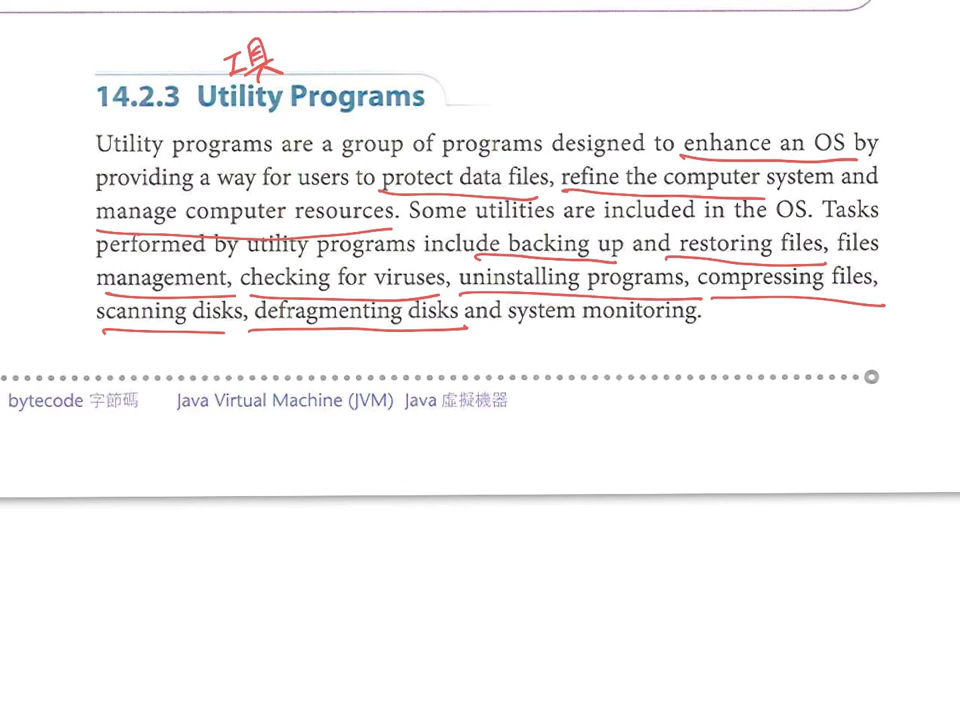 工具
14.2.3 Utility Programs
Utility programs are a group of programs designed to enhance an OS by
providing a way for users to protect data files, refine the computer system and
manage computer resources. Some utilities are included in the OS. Tasks
performed by utility programs include backing up and restoring files, files
management, checking for viruses, uninstalling programs, compressing files,
scanning disks, defragmenting disks and system monitoring.
bytecode 字節碼 Java Virtual Machine (JVM) Java 虛擬機器